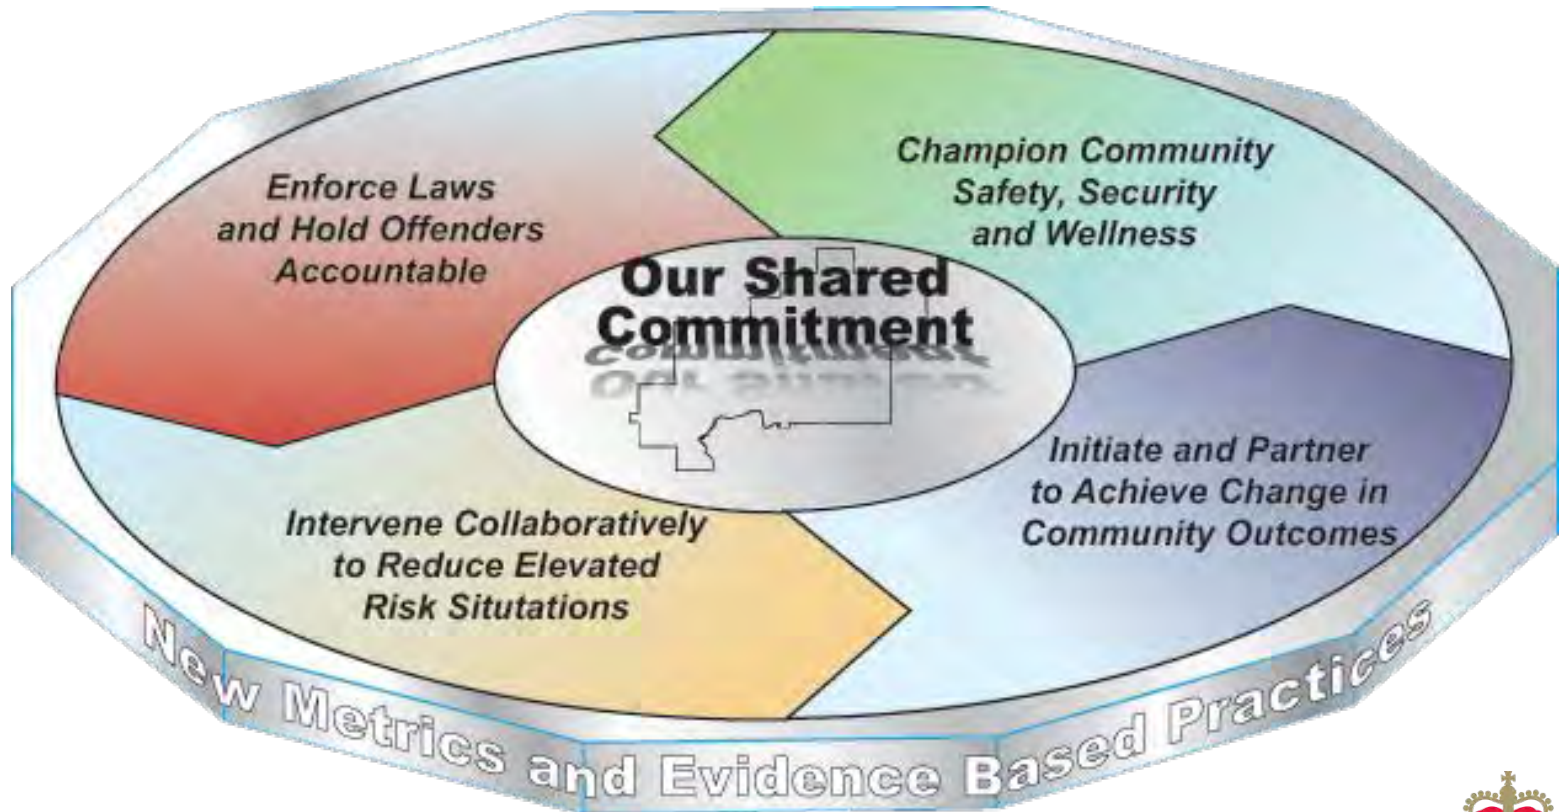 Enforce Laws
and Hold Offenders
Accountable
Champion Community
Safety, Security
and Wellness
Our Shared
Commitment
Initiate and Partner
to Achieve Change in
Community Outcomes
Intervene Collaboratively
to Reduce Elevated
Risk Situtations
New Metrics and Evidence Based Practices